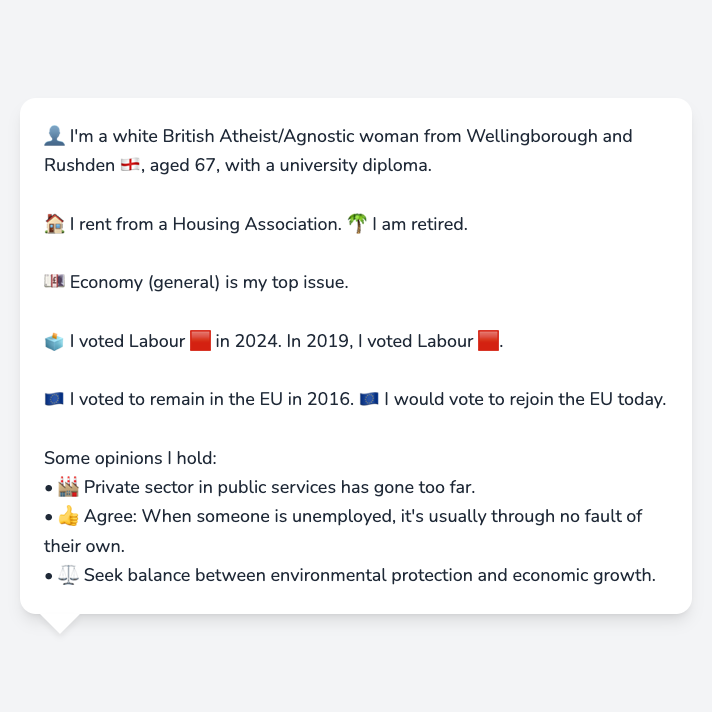 👤 I'm a white British Atheist/Agnostic woman from Wellingborough and
Rushden 🏴󠁧󠁢󠁥󠁮󠁧󠁿, aged 67, with a university diploma.
🏠 I rent from a Housing Association. 🌴 I am retired.
💷 Economy (general) is my top issue.
🗳️ I voted Labour 🟥 in 2024. In 2019, I voted Labour 🟥.
🇪🇺 I voted to remain in the EU in 2016. 🇪🇺 I would vote to rejoin the EU today.
Some opinions I hold:
• 🏭 Private sector in public services has gone too far.
• 👍 Agree: When someone is unemployed, it's usually through no fault of
their own.
• ⚖️ Seek balance between environmental protection and economic growth.